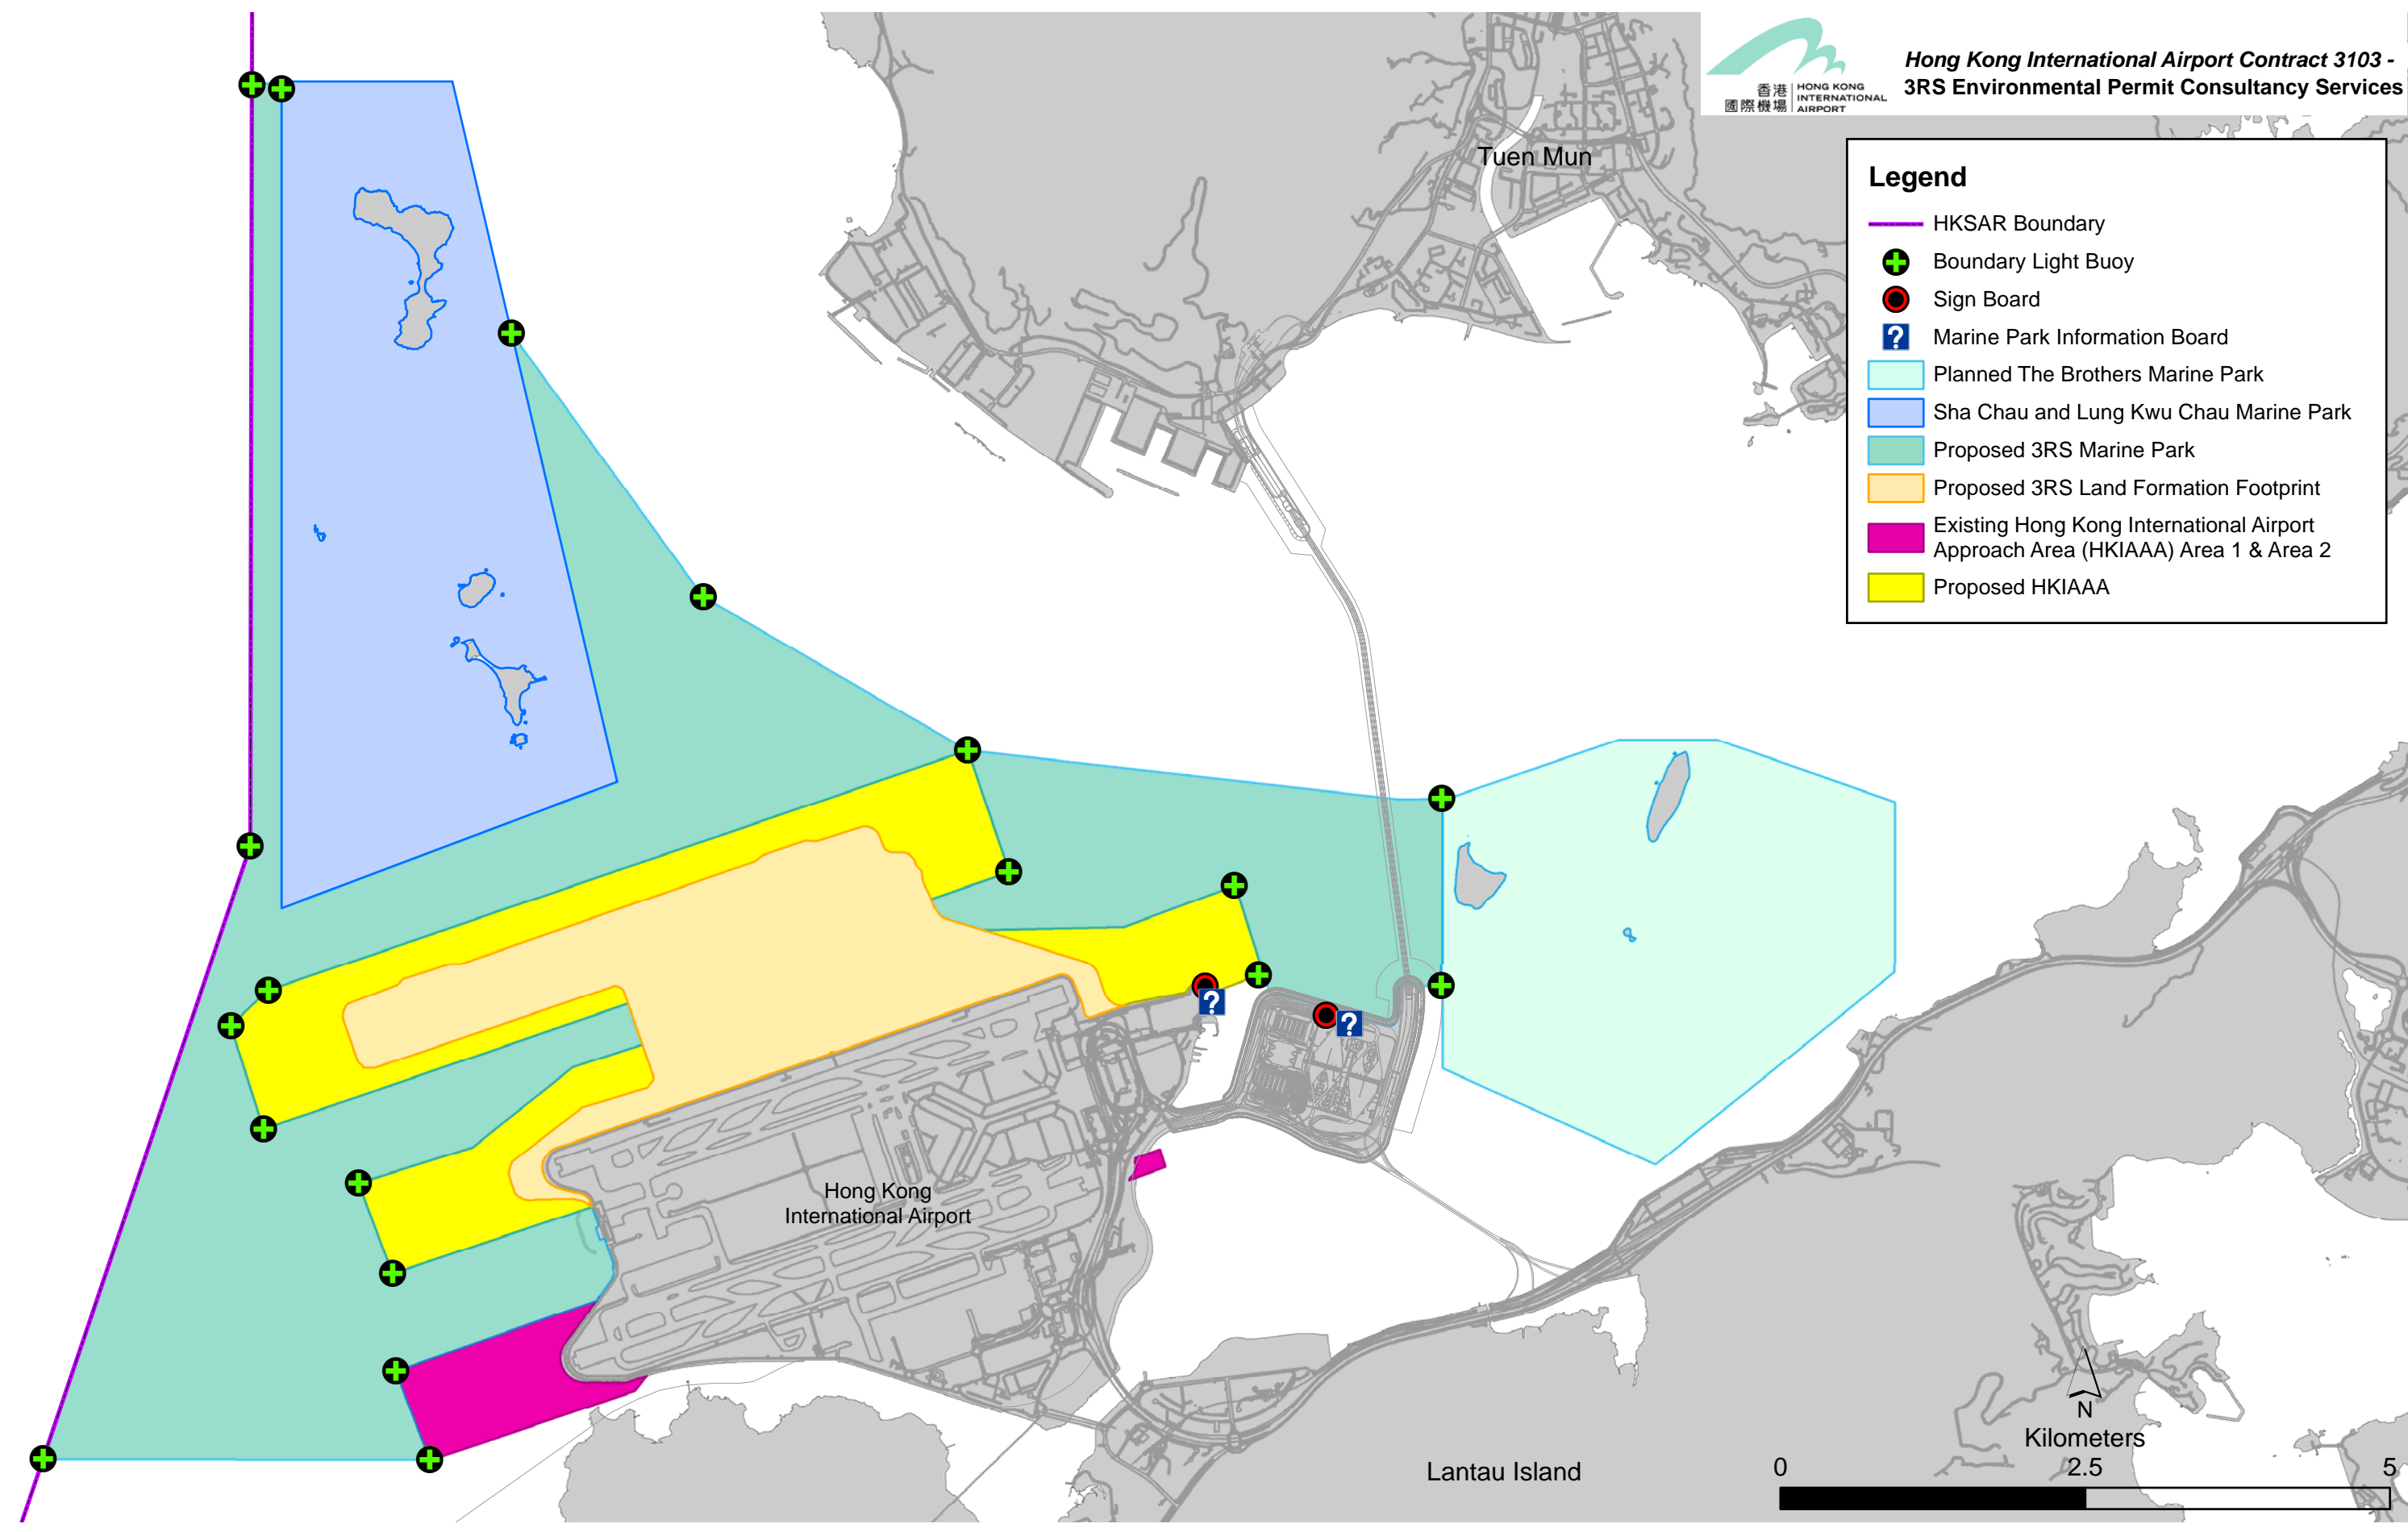 香港
國際機場
HONG KONG
INTERNATIONAL
AIRPORT
Hong Kong International Airport Contract 3103 -
3RS Environmental Permit Consultancy Services
Tuen Mun
Legend
HKSAR Boundary
Boundary Light Buoy
Sign Board
? Marine Park Information Board
Planned The Brothers Marine Park
Sha Chau and Lung Kwu Chau Marine Park
Proposed 3RS Marine Park
Proposed 3RS Land Formation Footprint
Existing Hong Kong International Airport
Approach Area (HKIAAA) Area 1 & Area 2
Proposed HKIAAA
?
?
Hong Kong
International Airport
Lantau Island
N
Kilometers
0 2.5 5